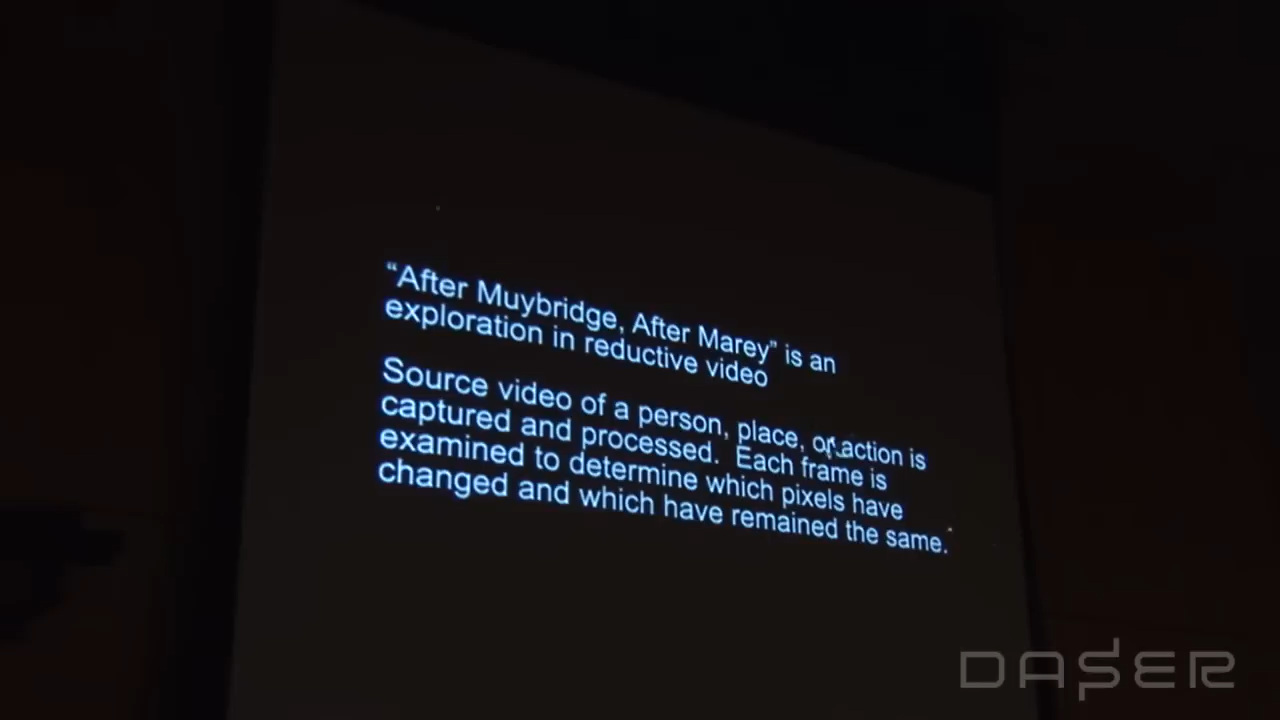 “After Muybridge, After Marey” is an
exploration in reductive video
Source video of a person, place, or action is
captured and processed. Each frame is
examined to determine which pixels have
changed and which have remained the same.
DASER